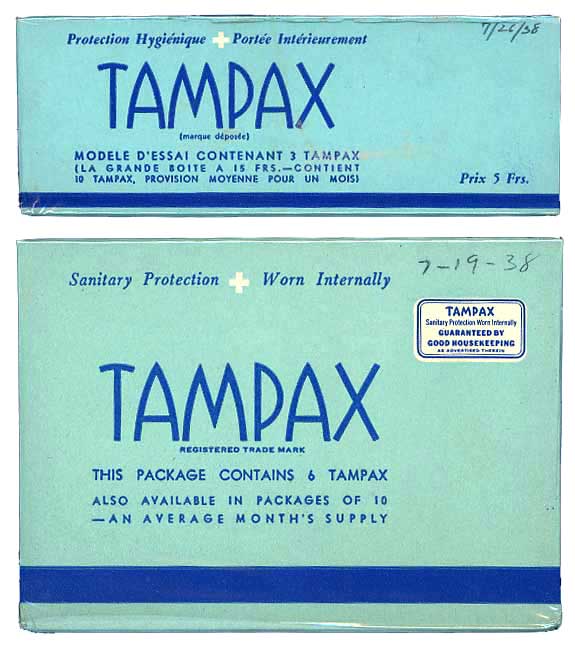 7/26/38
Protection Hygiénique + Portée Intérieurement
TAMPAX
(marque déposée)
MODELE D'ESSAI CONTENANT 3 TAMPAX
(LA GRANDE BOITE A 15 FRS.—CONTIENT
10 TAMPAX, PROVISION MOYENNE POUR UN MOIS)
Prix 5 Frs.
7-19-38
Sanitary Protection + Worn Internally
TAMPAX
Sanitary Protection Worn Internally
GUARANTEED BY
GOOD HOUSEKEEPING
AS ADVERTISED THEREIN
TAMPAX
REGISTERED TRADE MARK
THIS PACKAGE CONTAINS 6 TAMPAX
ALSO AVAILABLE IN PACKAGES OF 10
—AN AVERAGE MONTH'S SUPPLY